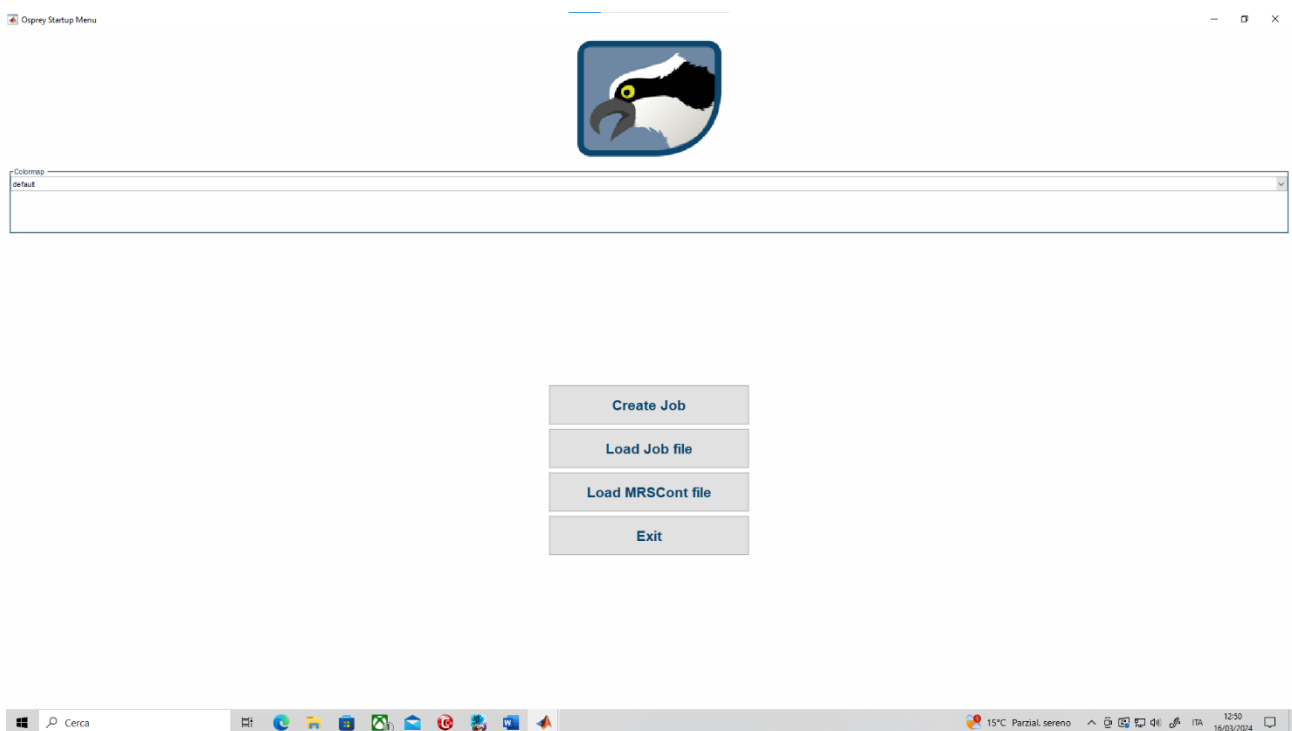 Osprey Startup Menu
Colormap
default
Create Job
Load Job file
Load MRSCont file
Exit
Cerca
15°C Parzial. sereno
ITA
12:50
16/03/2024